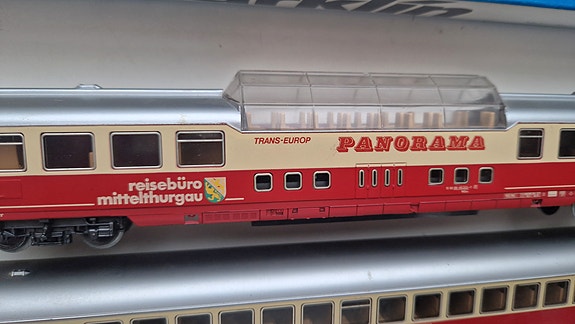 TRANS-EUROP PANORAMA
reisebüro
mittelthurgau